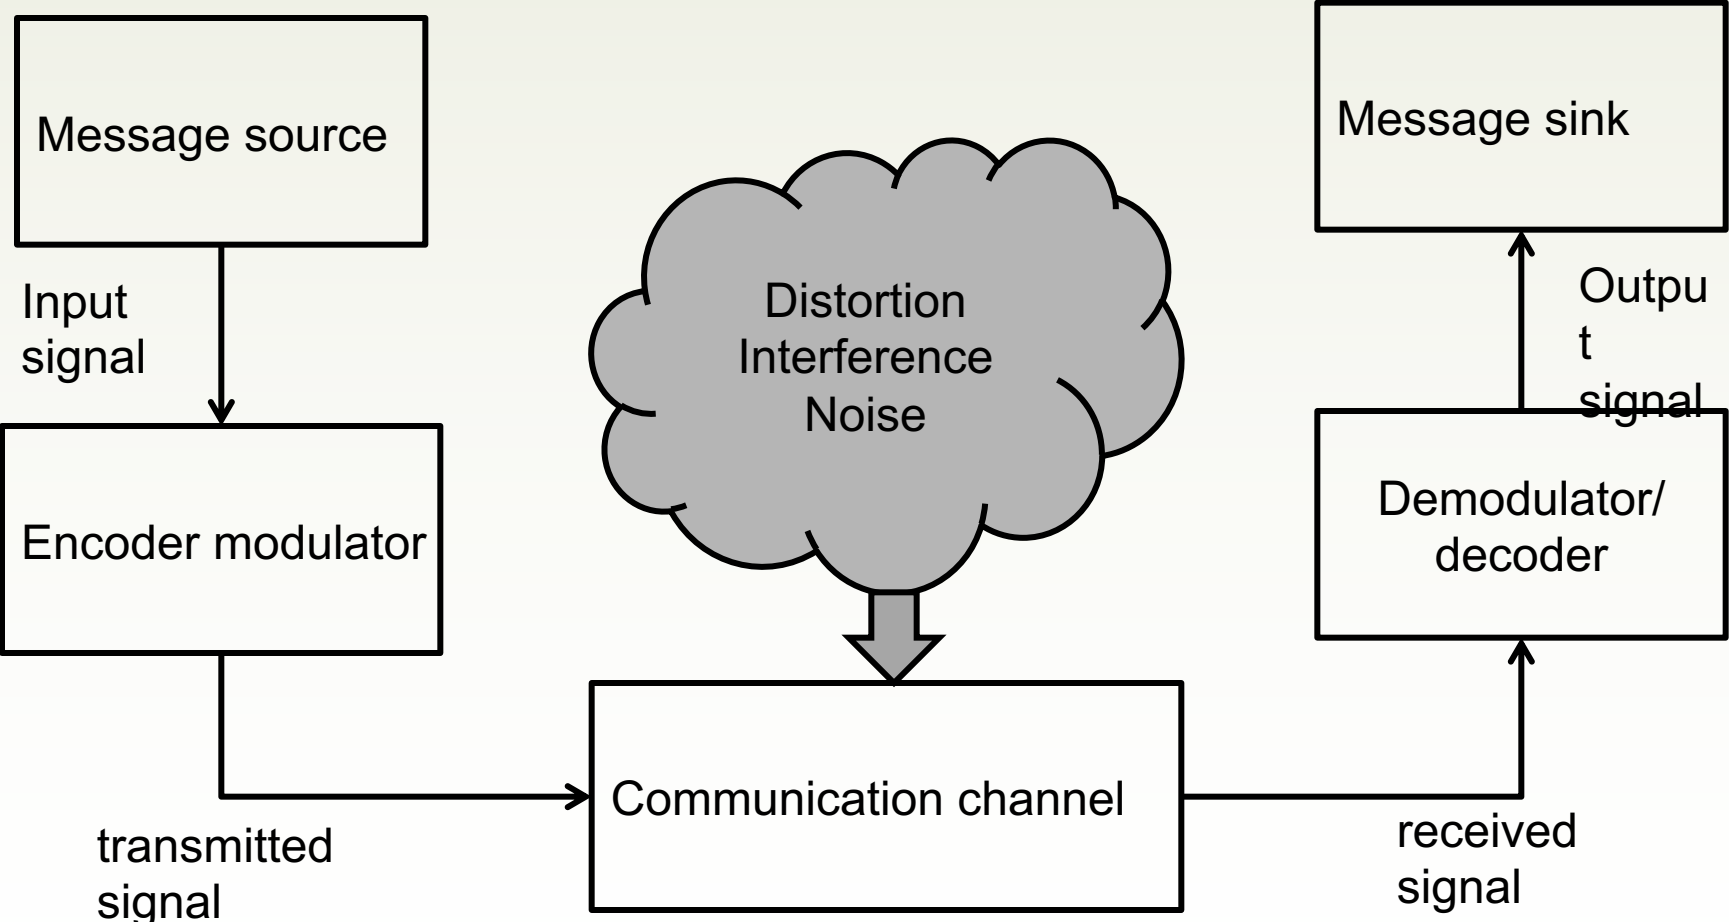 Message source
Input
signal
Encoder modulator
transmitted
signal
Distortion
Interference
Noise
Communication channel
received
signal
Demodulator/
decoder
Outpu
t
signal
Message sink